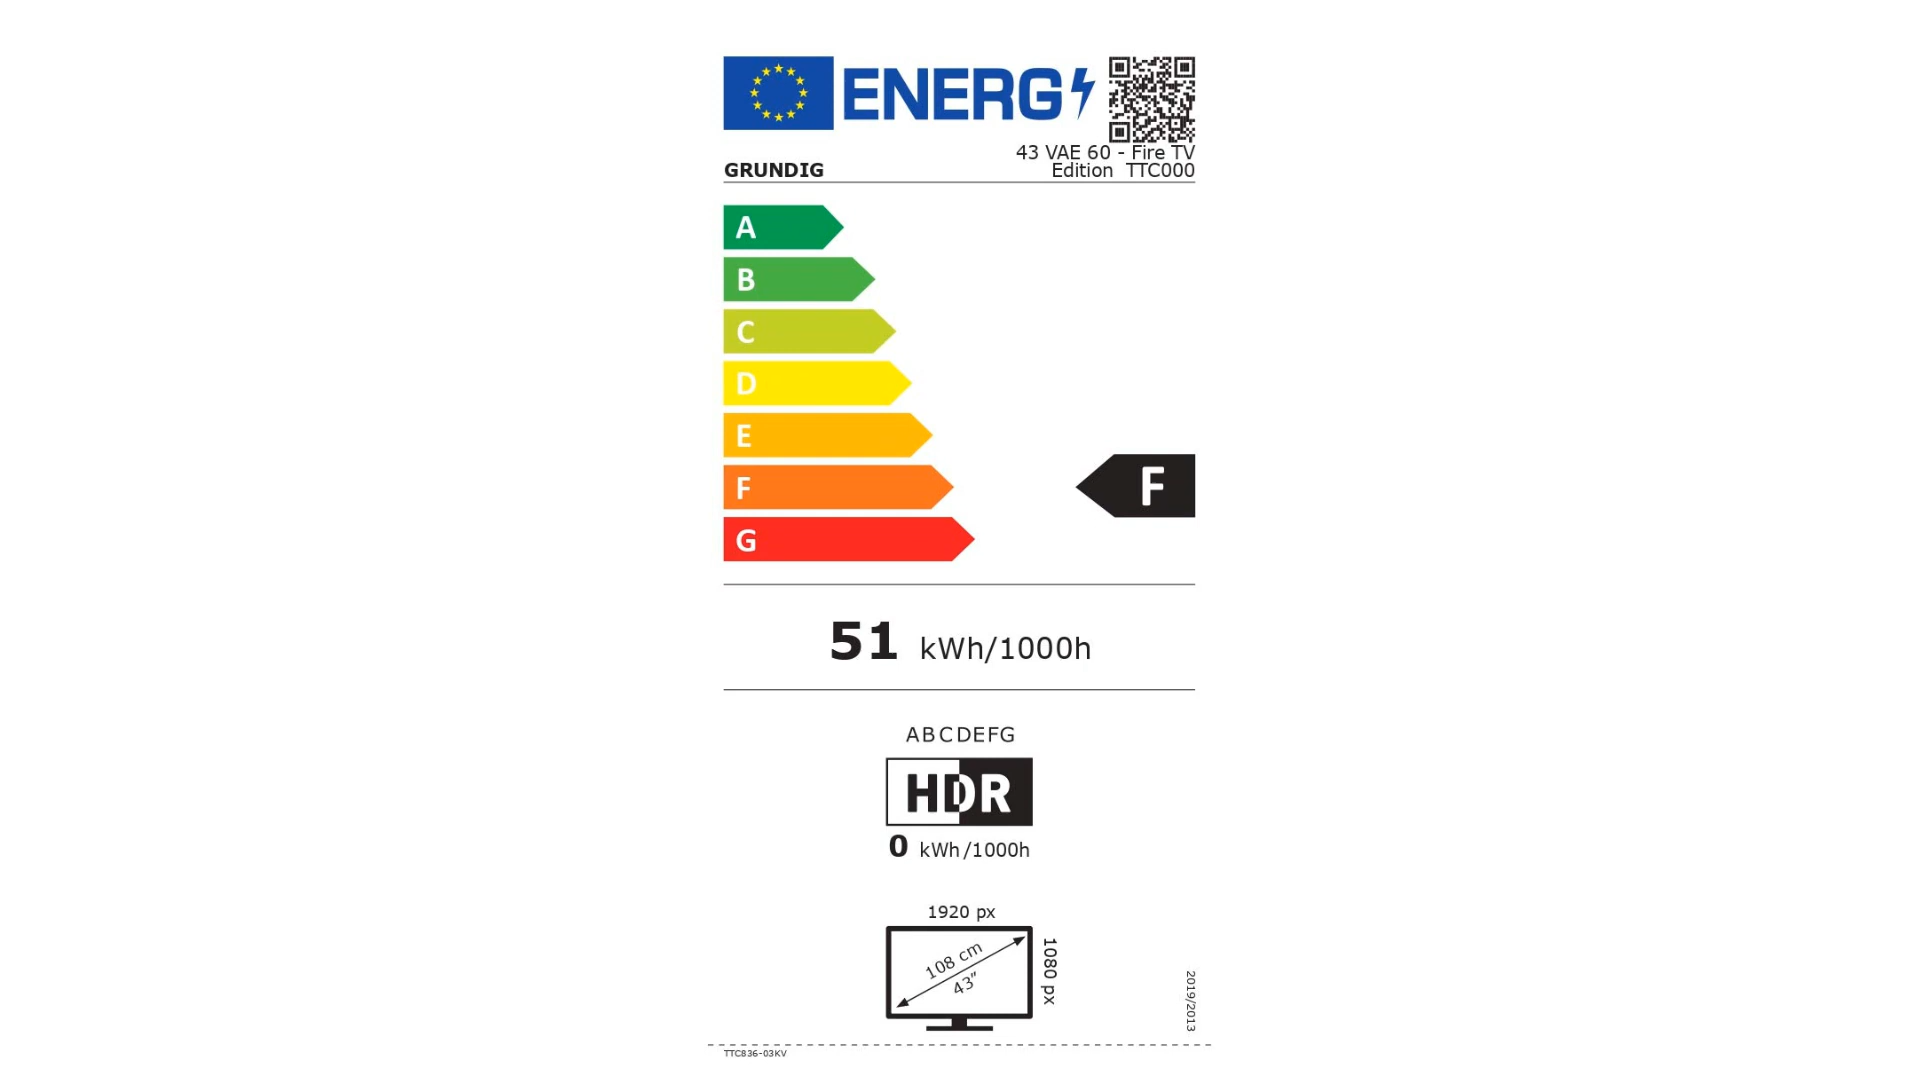 ENERG
43 VAE 60 - Fire TV
GRUNDIG
Edition TTC000
A
B
C
D
E
F
F
G
51 kWh/1000h
ABCDEFG
HDR
0 kWh/1000h
1920 px
108 cm
43"
1080 px
2019/2013
TTC836-03KV